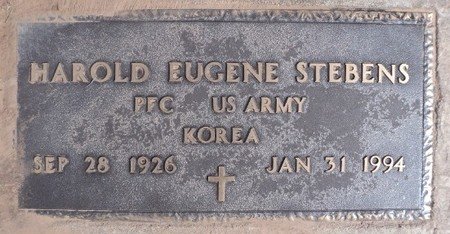 HAROLD EUGENE STEBENS
PFC US ARMY
KOREA
SEP 28 1926 JAN 31 1994